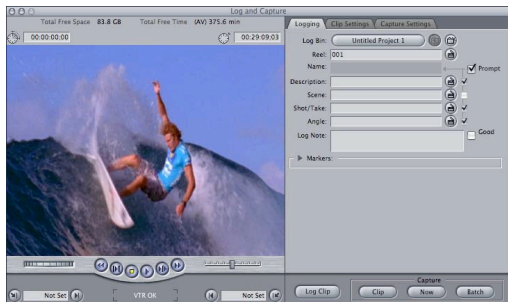 Log and Capture
Total Free Space 83.8 GB Total Free Time (AV) 375.6 min
00:00:00:00 00:29:09:03
Not Set VTR OK Not Set
Logging Clip Settings Capture Settings
Log Bin: Untitled Project 1
Reel: 001
Name: Prompt
Description:
Scene:
Shot/Take:
Angle:
Log Note: Good
Markers:
Capture
Log Clip Clip Now Batch